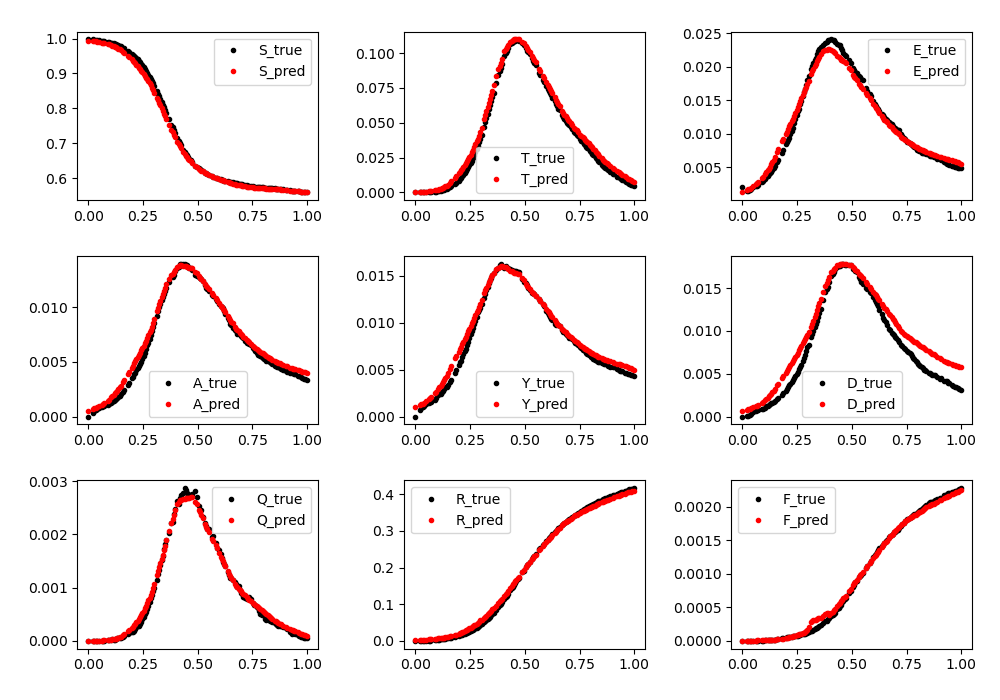 1.0
0.9
0.8
0.7
0.6
0.00 0.25 0.50 0.75 1.00
S_true
S_pred
0.100
0.075
0.050
0.025
0.000
0.00 0.25 0.50 0.75 1.00
T_true
T_pred
0.025
0.020
0.015
0.010
0.005
0.00 0.25 0.50 0.75 1.00
E_true
E_pred
0.010
0.005
0.000
0.00 0.25 0.50 0.75 1.00
A_true
A_pred
0.015
0.010
0.005
0.000
0.00 0.25 0.50 0.75 1.00
Y_true
Y_pred
0.015
0.010
0.005
0.000
0.00 0.25 0.50 0.75 1.00
D_true
D_pred
0.003
0.002
0.001
0.000
0.00 0.25 0.50 0.75 1.00
Q_true
Q_pred
0.4
0.3
0.2
0.1
0.0
0.00 0.25 0.50 0.75 1.00
R_true
R_pred
0.0020
0.0015
0.0010
0.0005
0.0000
0.00 0.25 0.50 0.75 1.00
F_true
F_pred